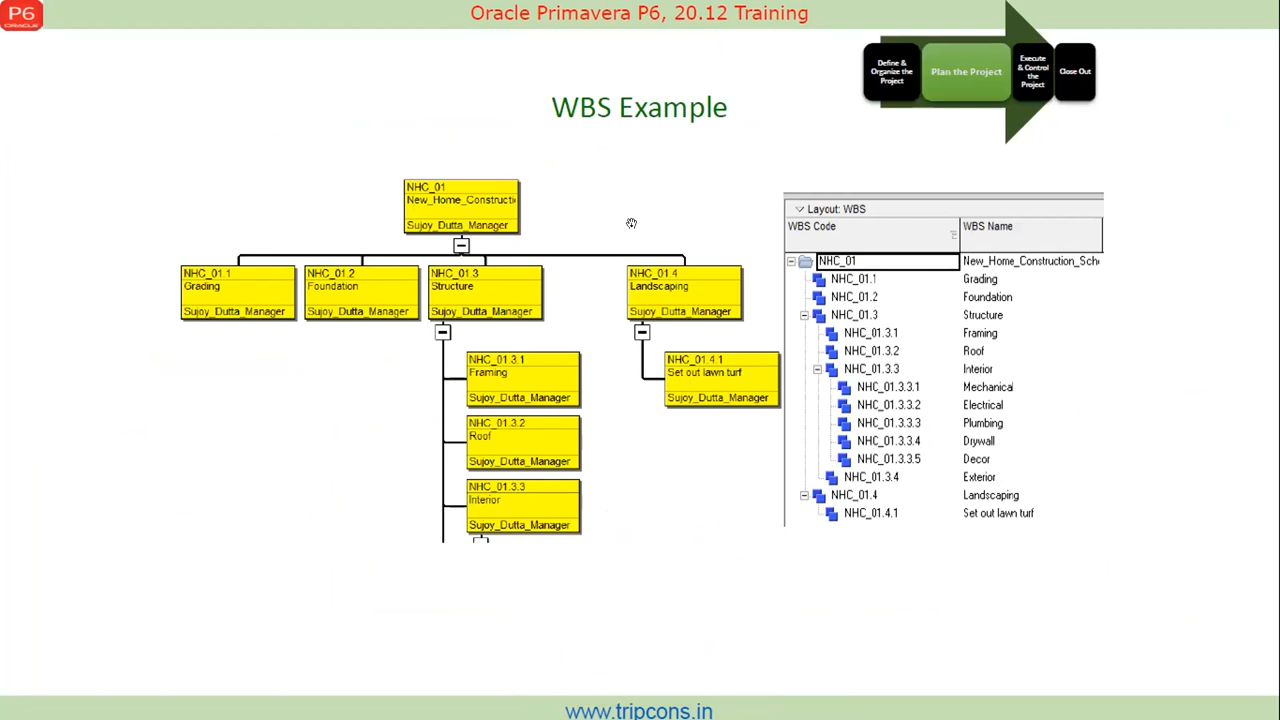 P6
ORACLE
Oracle Primavera P6, 20.12 Training
Define &
Organize the
Project
Plan the Project
Execute
& Control
the
Project
Close Out
WBS Example
NHC_01
New_Home_Constructi
Sujoy_Dutta_Manager
NHC_01.1
Grading
Sujoy_Dutta_Manager
NHC_01.2
Foundation
Sujoy_Dutta_Manager
NHC_01.3
Structure
Sujoy_Dutta_Manager
NHC_01.4
Landscaping
Sujoy_Dutta_Manager
NHC_01.3.1
Framing
Sujoy_Dutta_Manager
NHC_01.4.1
Set out lawn turf
Sujoy_Dutta_Manager
NHC_01.3.2
Roof
Sujoy_Dutta_Manager
NHC_01.3.3
Interior
Sujoy_Dutta_Manager
Layout: WBS
WBS Code WBS Name
NHC_01 New_Home_Construction_Sch
NHC_01.1 Grading
NHC_01.2 Foundation
NHC_01.3 Structure
NHC_01.3.1 Framing
NHC_01.3.2 Roof
NHC_01.3.3 Interior
NHC_01.3.3.1 Mechanical
NHC_01.3.3.2 Electrical
NHC_01.3.3.3 Plumbing
NHC_01.3.3.4 Drywall
NHC_01.3.3.5 Decor
NHC_01.3.4 Exterior
NHC_01.4 Landscaping
NHC_01.4.1 Set out lawn turf
www.tripcons.in